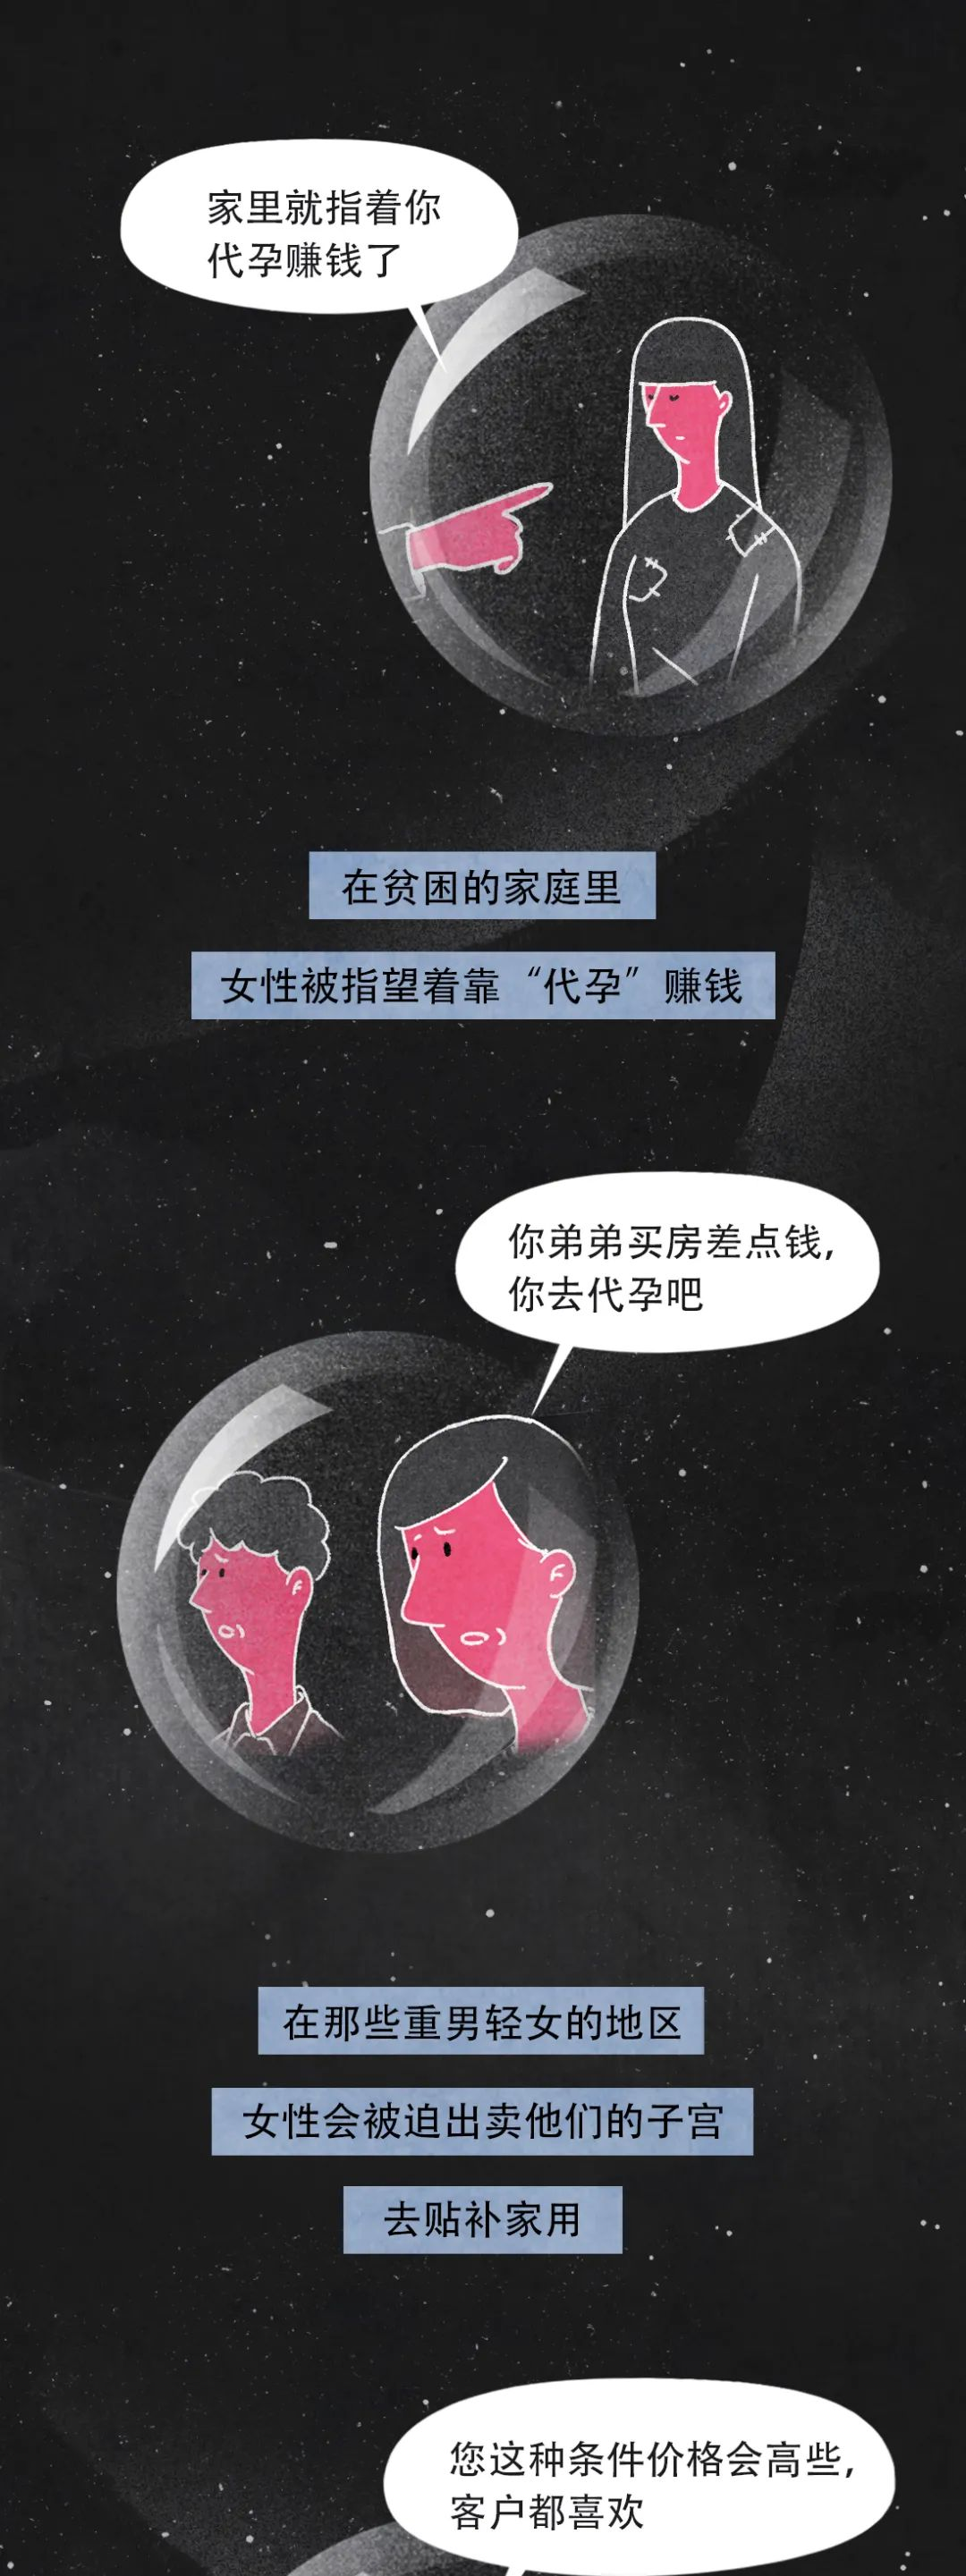 家里就指着你
代孕赚钱了
在贫困的家庭里
女性被指望着靠“代孕”赚钱
你弟弟买房差点钱，
你去代孕吧
在那些重男轻女的地区
女性会被迫出卖他们的子宫
去贴补家用
您这种条件价格会高些，
客户都喜欢